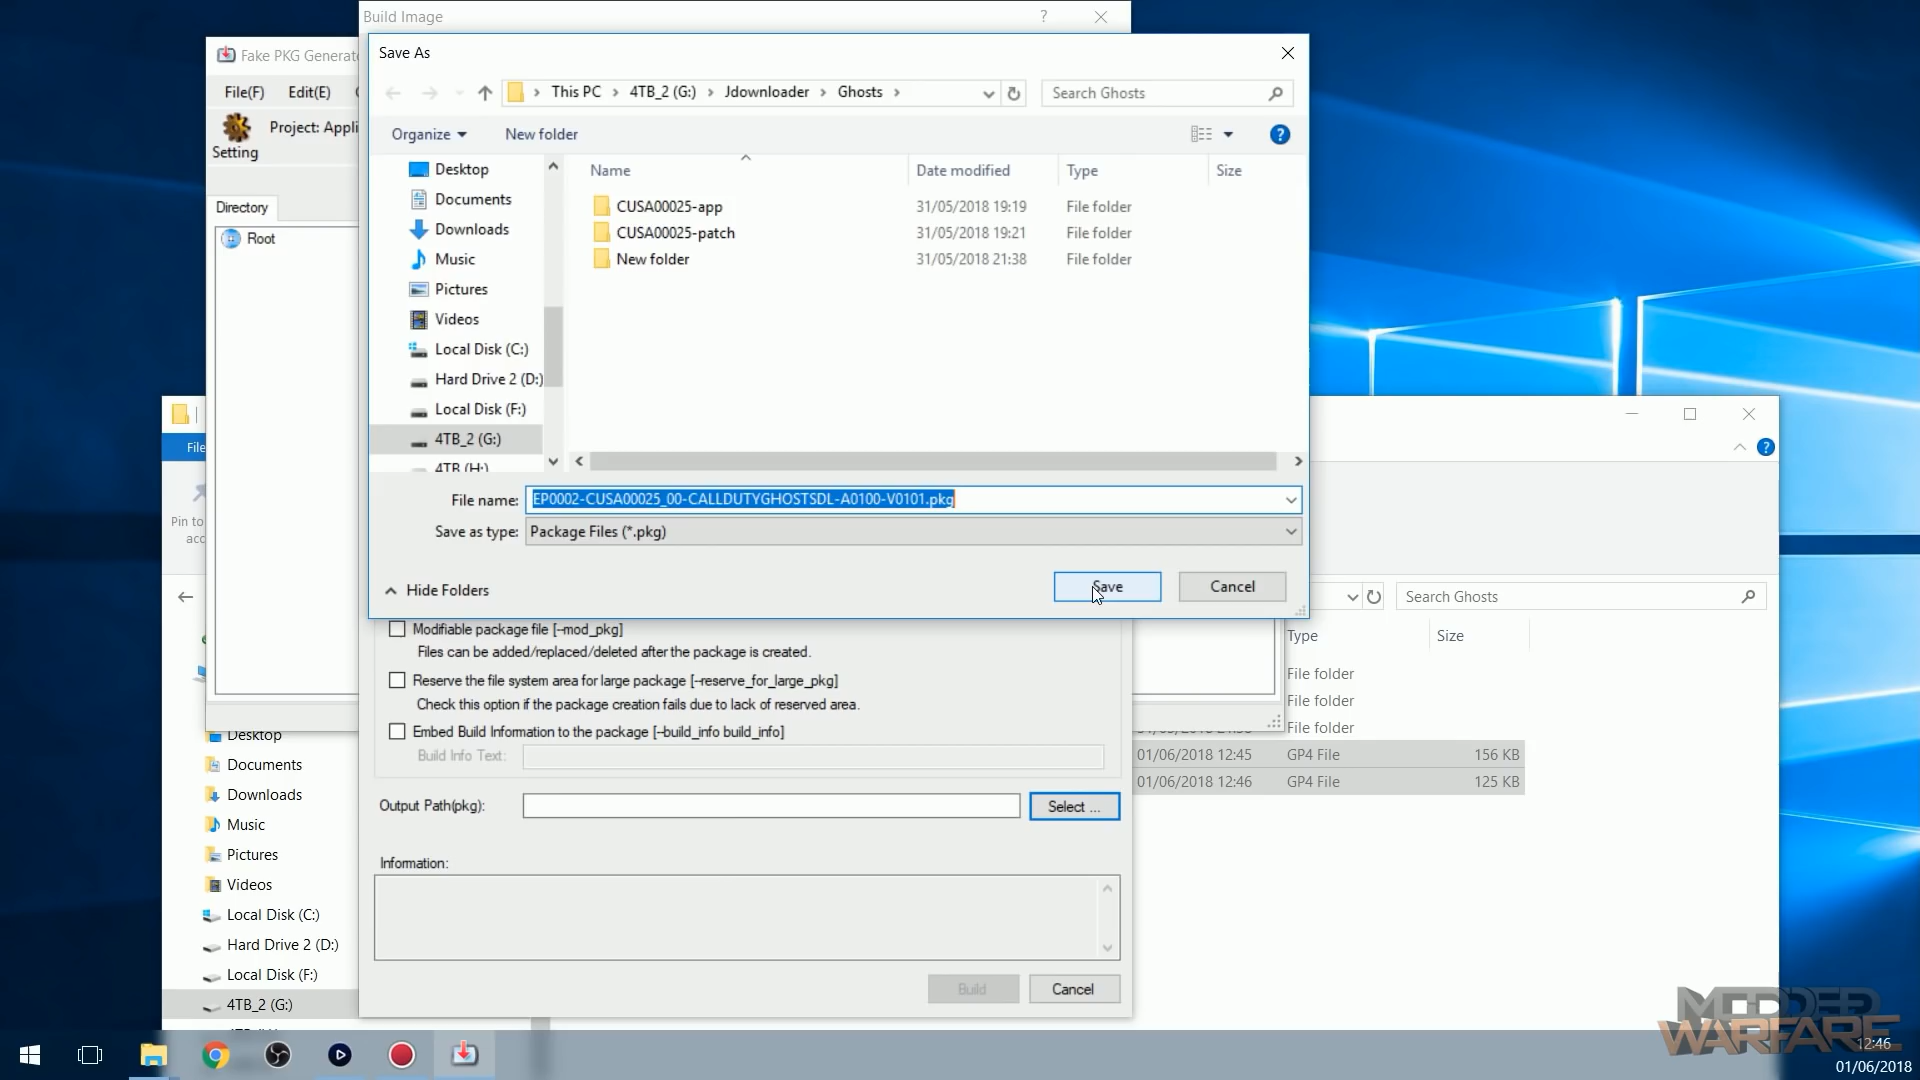 Build Image
?
Fake PKG Generato
Save As
This PC > 4TB_2 (G:) > Jdownloader > Ghosts >
Search Ghosts
File(F) Edit(E)
Project: Appli
Setting
Organize New folder
Name Date modified Type Size
Desktop
Documents
Downloads
Music
Pictures
Videos
Local Disk (C:)
Hard Drive 2 (D:)
Local Disk (F:)
4TB_2 (G:)
4TB (H:)
CUSA00025-app 31/05/2018 19:19 File folder
CUSA00025-patch 31/05/2018 19:21 File folder
New folder 31/05/2018 21:38 File folder
Directory
Root
File name: EP0002-CUSA00025_00-CALLDUTYGHOSTSDL-A0100-V0101.pkg
Save as type: Package Files (*.pkg)
Hide Folders
Save Cancel
File
Pin to
acc
Search Ghosts
Modifiable package file [--mod_pkg]
Files can be added/replaced/deleted after the package is created.
Reserve the file system area for large package [--reserve_for_large_pkg]
Check this option if the package creation fails due to lack of reserved area.
Embed Build Information to the package [--build_info build_info]
Build Info Text:
Output Path(pkg): Select ...
Information:
Build Cancel
Type Size
File folder
File folder
File folder
01/06/2018 12:45 GP4 File 156 KB
01/06/2018 12:46 GP4 File 125 KB
Desktop
Documents
Downloads
Music
Pictures
Videos
Local Disk (C:)
Hard Drive 2 (D:)
Local Disk (F:)
4TB_2 (G:)
MODDED
WARFARE
12:46
01/06/2018